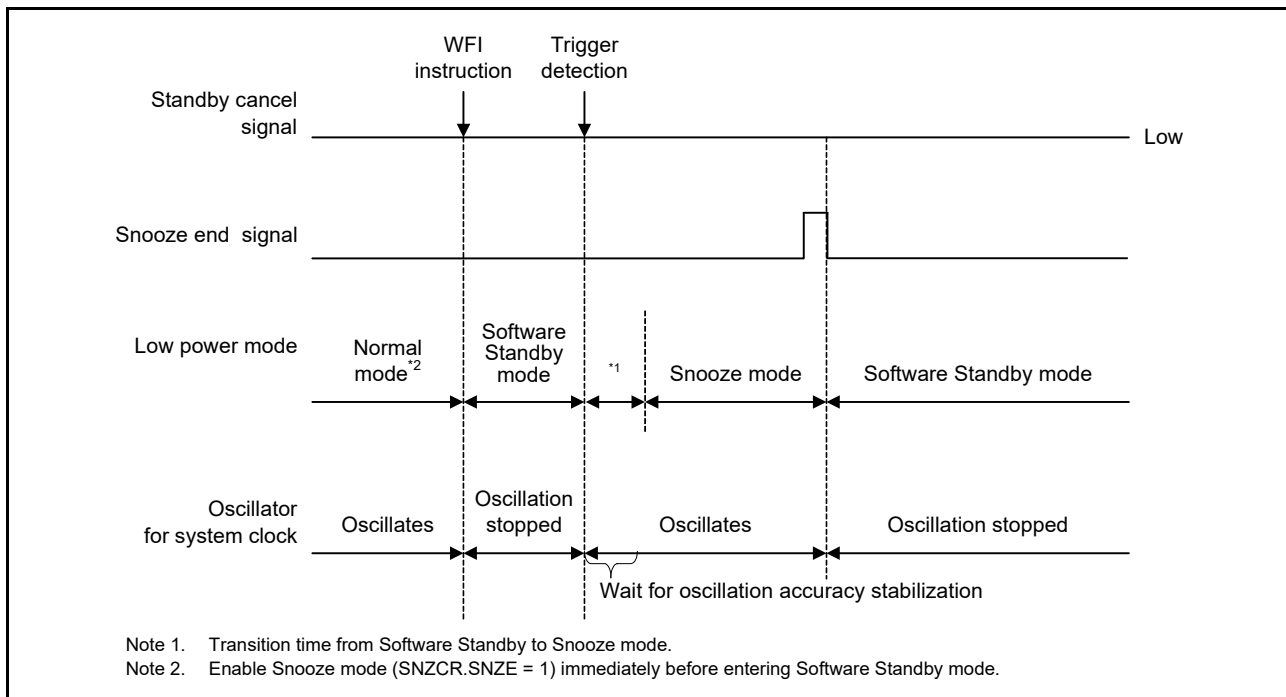 WFI
instruction
Trigger
detection
Standby cancel
signal
Low
Snooze end signal
Low power mode
Normal
mode*2
Software
Standby
mode
*1
Snooze mode
Software Standby mode
Oscillator
for system clock
Oscillates
Oscillation
stopped
Oscillates
Oscillation stopped
Wait for oscillation accuracy stabilization
Note 1. Transition time from Software Standby to Snooze mode.
Note 2. Enable Snooze mode (SNZCR.SNZE = 1) immediately before entering Software Standby mode.